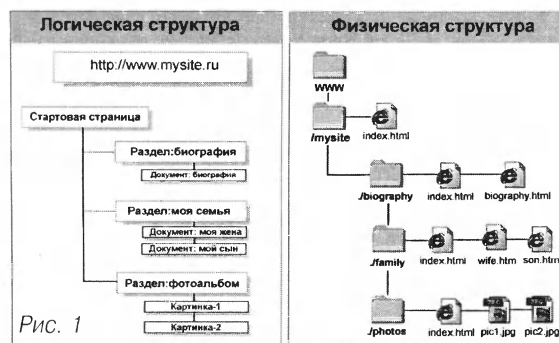 Логическая структура
http://www.mysite.ru
Стартовая страница
Раздел:биография
Документ: биография
Раздел:моя семья
Документ: моя жена
Документ: мой сын
Раздел:фотоальбом
Картинка-1
Картинка-2
Рис. 1
Физическая структура
www
/mysite
index.html
./biography
index.html
biography.html
./family
index.html
wife.htm
son.htm
./photos
index.html
pic1.jpg
pic2.jpg